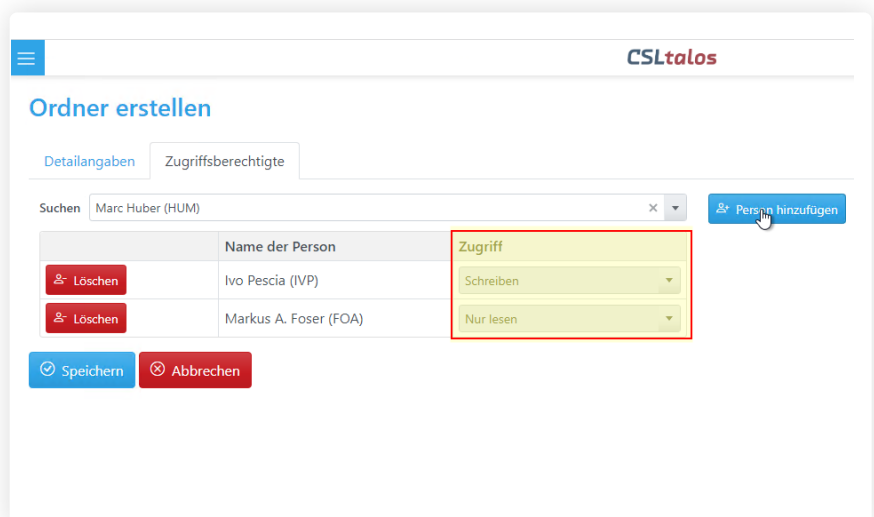 CSLtalos
Ordner erstellen
Detailangaben Zugriffsberechtigte
Suchen Marc Huber (HUM) Person hinzufügen
Name der Person Zugriff
Löschen Ivo Pescia (IVP) Schreiben
Löschen Markus A. Foser (FOA) Nur lesen
Speichern Abbrechen